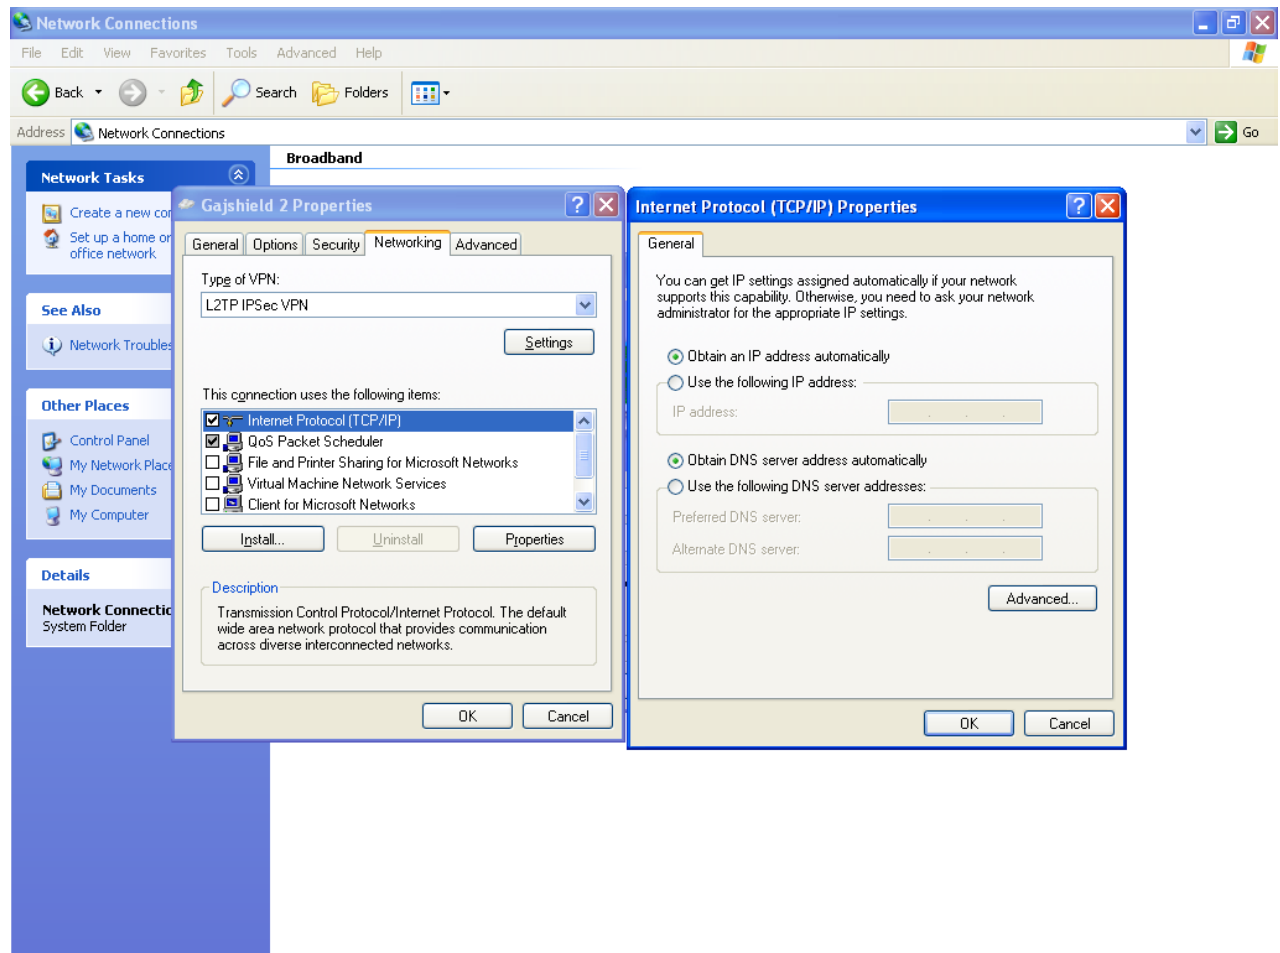 Network Connections
File Edit View Favorites Tools Advanced Help
Back Search Folders
Address Network Connections Go
Broadband
Network Tasks
Create a new
Set up a home or
office network
See Also
Network
Other Places
Control Panel
My Network
My Documents
My Computer
Details
Network
System Folder
Gajshield 2 Properties
General Options Security Networking Advanced
Type of VPN:
L2TP IPSec VPN
Settings
This connection uses the following items:
Internet Protocol (TCP/IP)
QoS Packet Scheduler
File and Printer Sharing for Microsoft Networks
Virtual Machine Network Services
Client for Microsoft Networks
Install... Uninstall Properties
Description
Transmission Control Protocol/Internet Protocol. The default
wide area network protocol that provides communication
across diverse interconnected networks.
OK Cancel
Internet Protocol (TCP/IP) Properties
General
You can get IP settings assigned automatically if your network
supports this capability. Otherwise, you need to ask your network
administrator for the appropriate IP settings.
Obtain an IP address automatically
Use the following IP address:
IP address:
Obtain DNS server address automatically
Use the following DNS server addresses:
Preferred DNS server:
Alternate DNS server:
Advanced...
OK Cancel